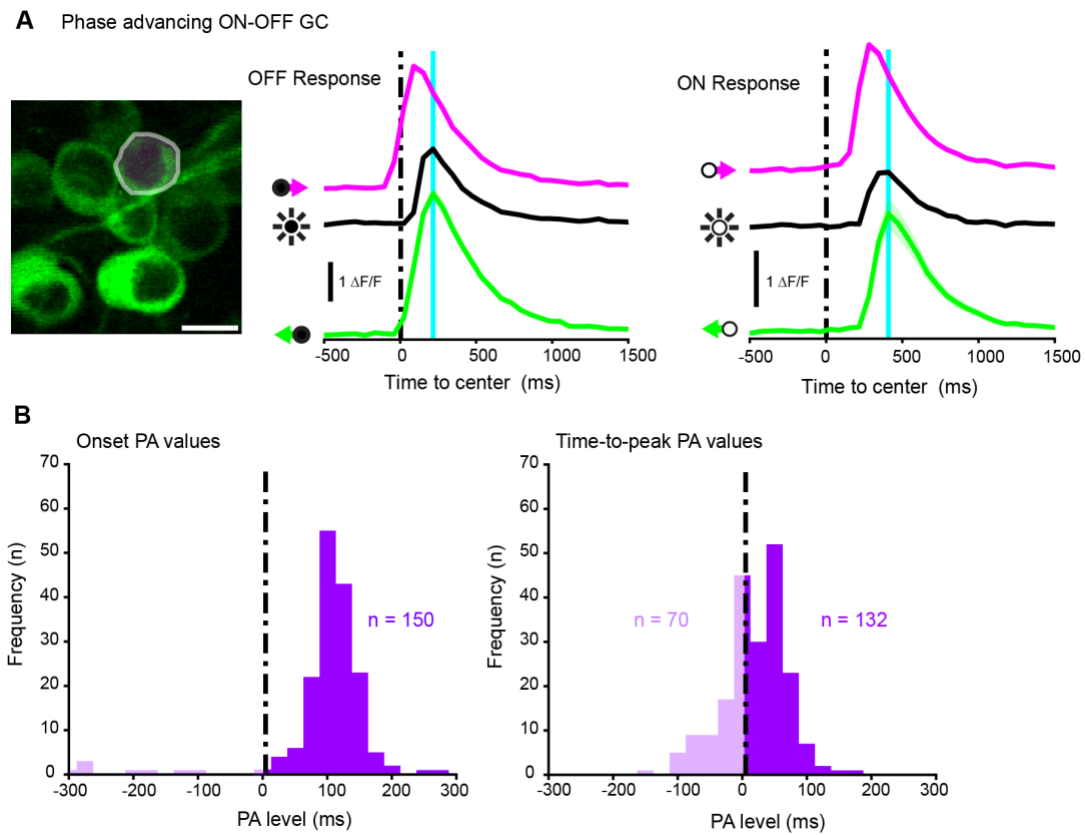 A Phase advancing ON-OFF GC
OFF Response
ON Response
1 ΔF/F
1 ΔF/F
-500 0 500 1000 1500
-500 0 500 1000 1500
Time to center (ms)
Time to center (ms)
B
Onset PA values
Time-to-peak PA values
70
60
50
40
30
20
10
0
Frequency (n)
n = 150
-300 -200 -100 0 100 200 300
PA level (ms)
70
60
50
40
30
20
10
0
Frequency (n)
n = 70
n = 132
-300 -200 -100 0 100 200 300
PA level (ms)